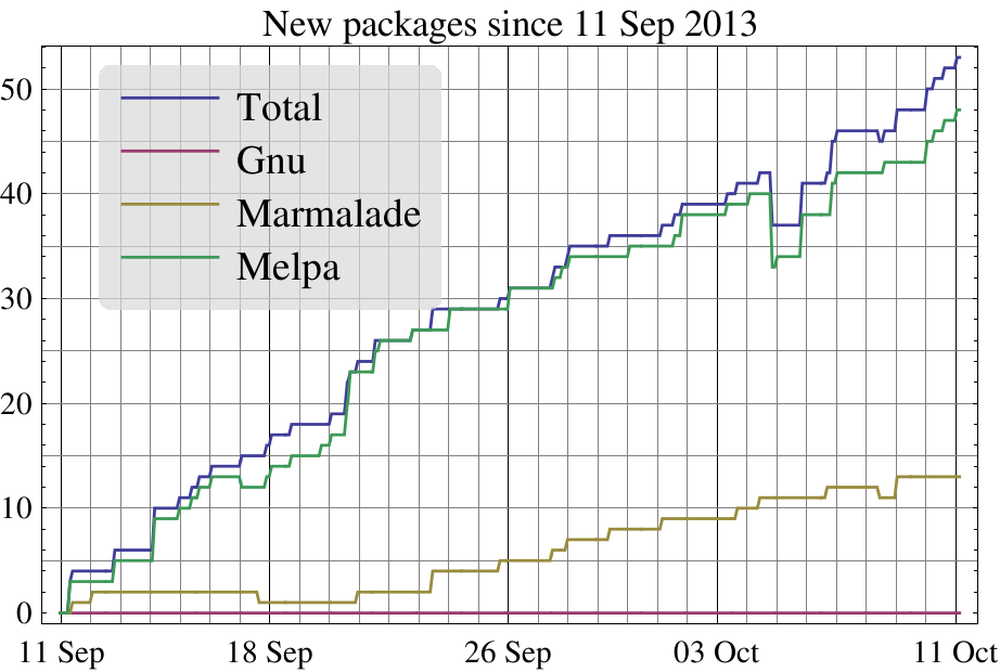 New packages since 11 Sep 2013
50
40
30
20
10
0
Total
Gnu
Marmalade
Melpa
11 Sep 18 Sep 26 Sep 03 Oct 11 Oct